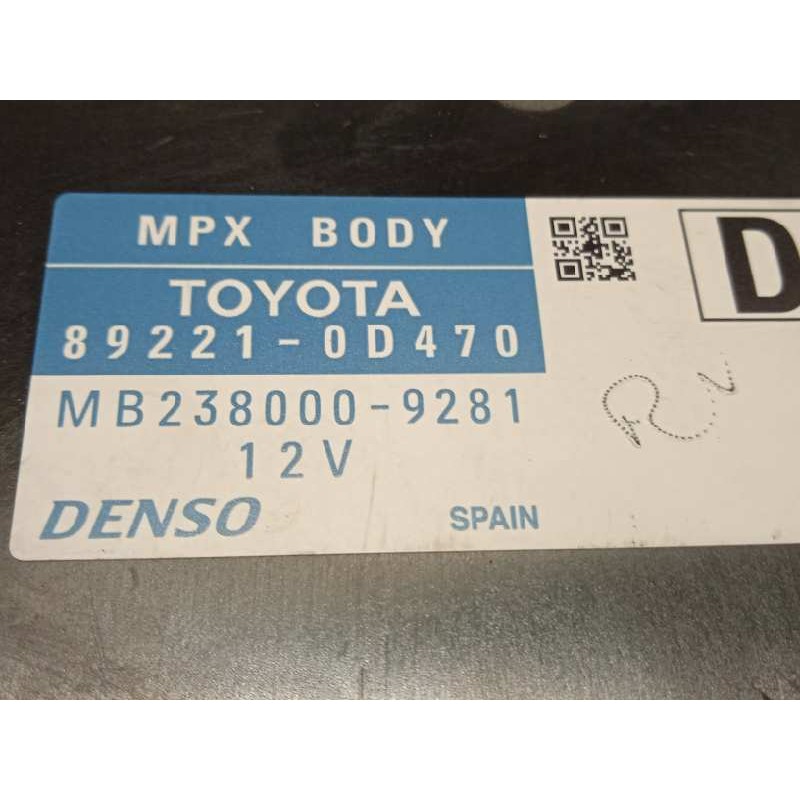 MPX BODY
TOYOTA
89221-0D470
MB238000-9281
12V
DENSO
SPAIN
D